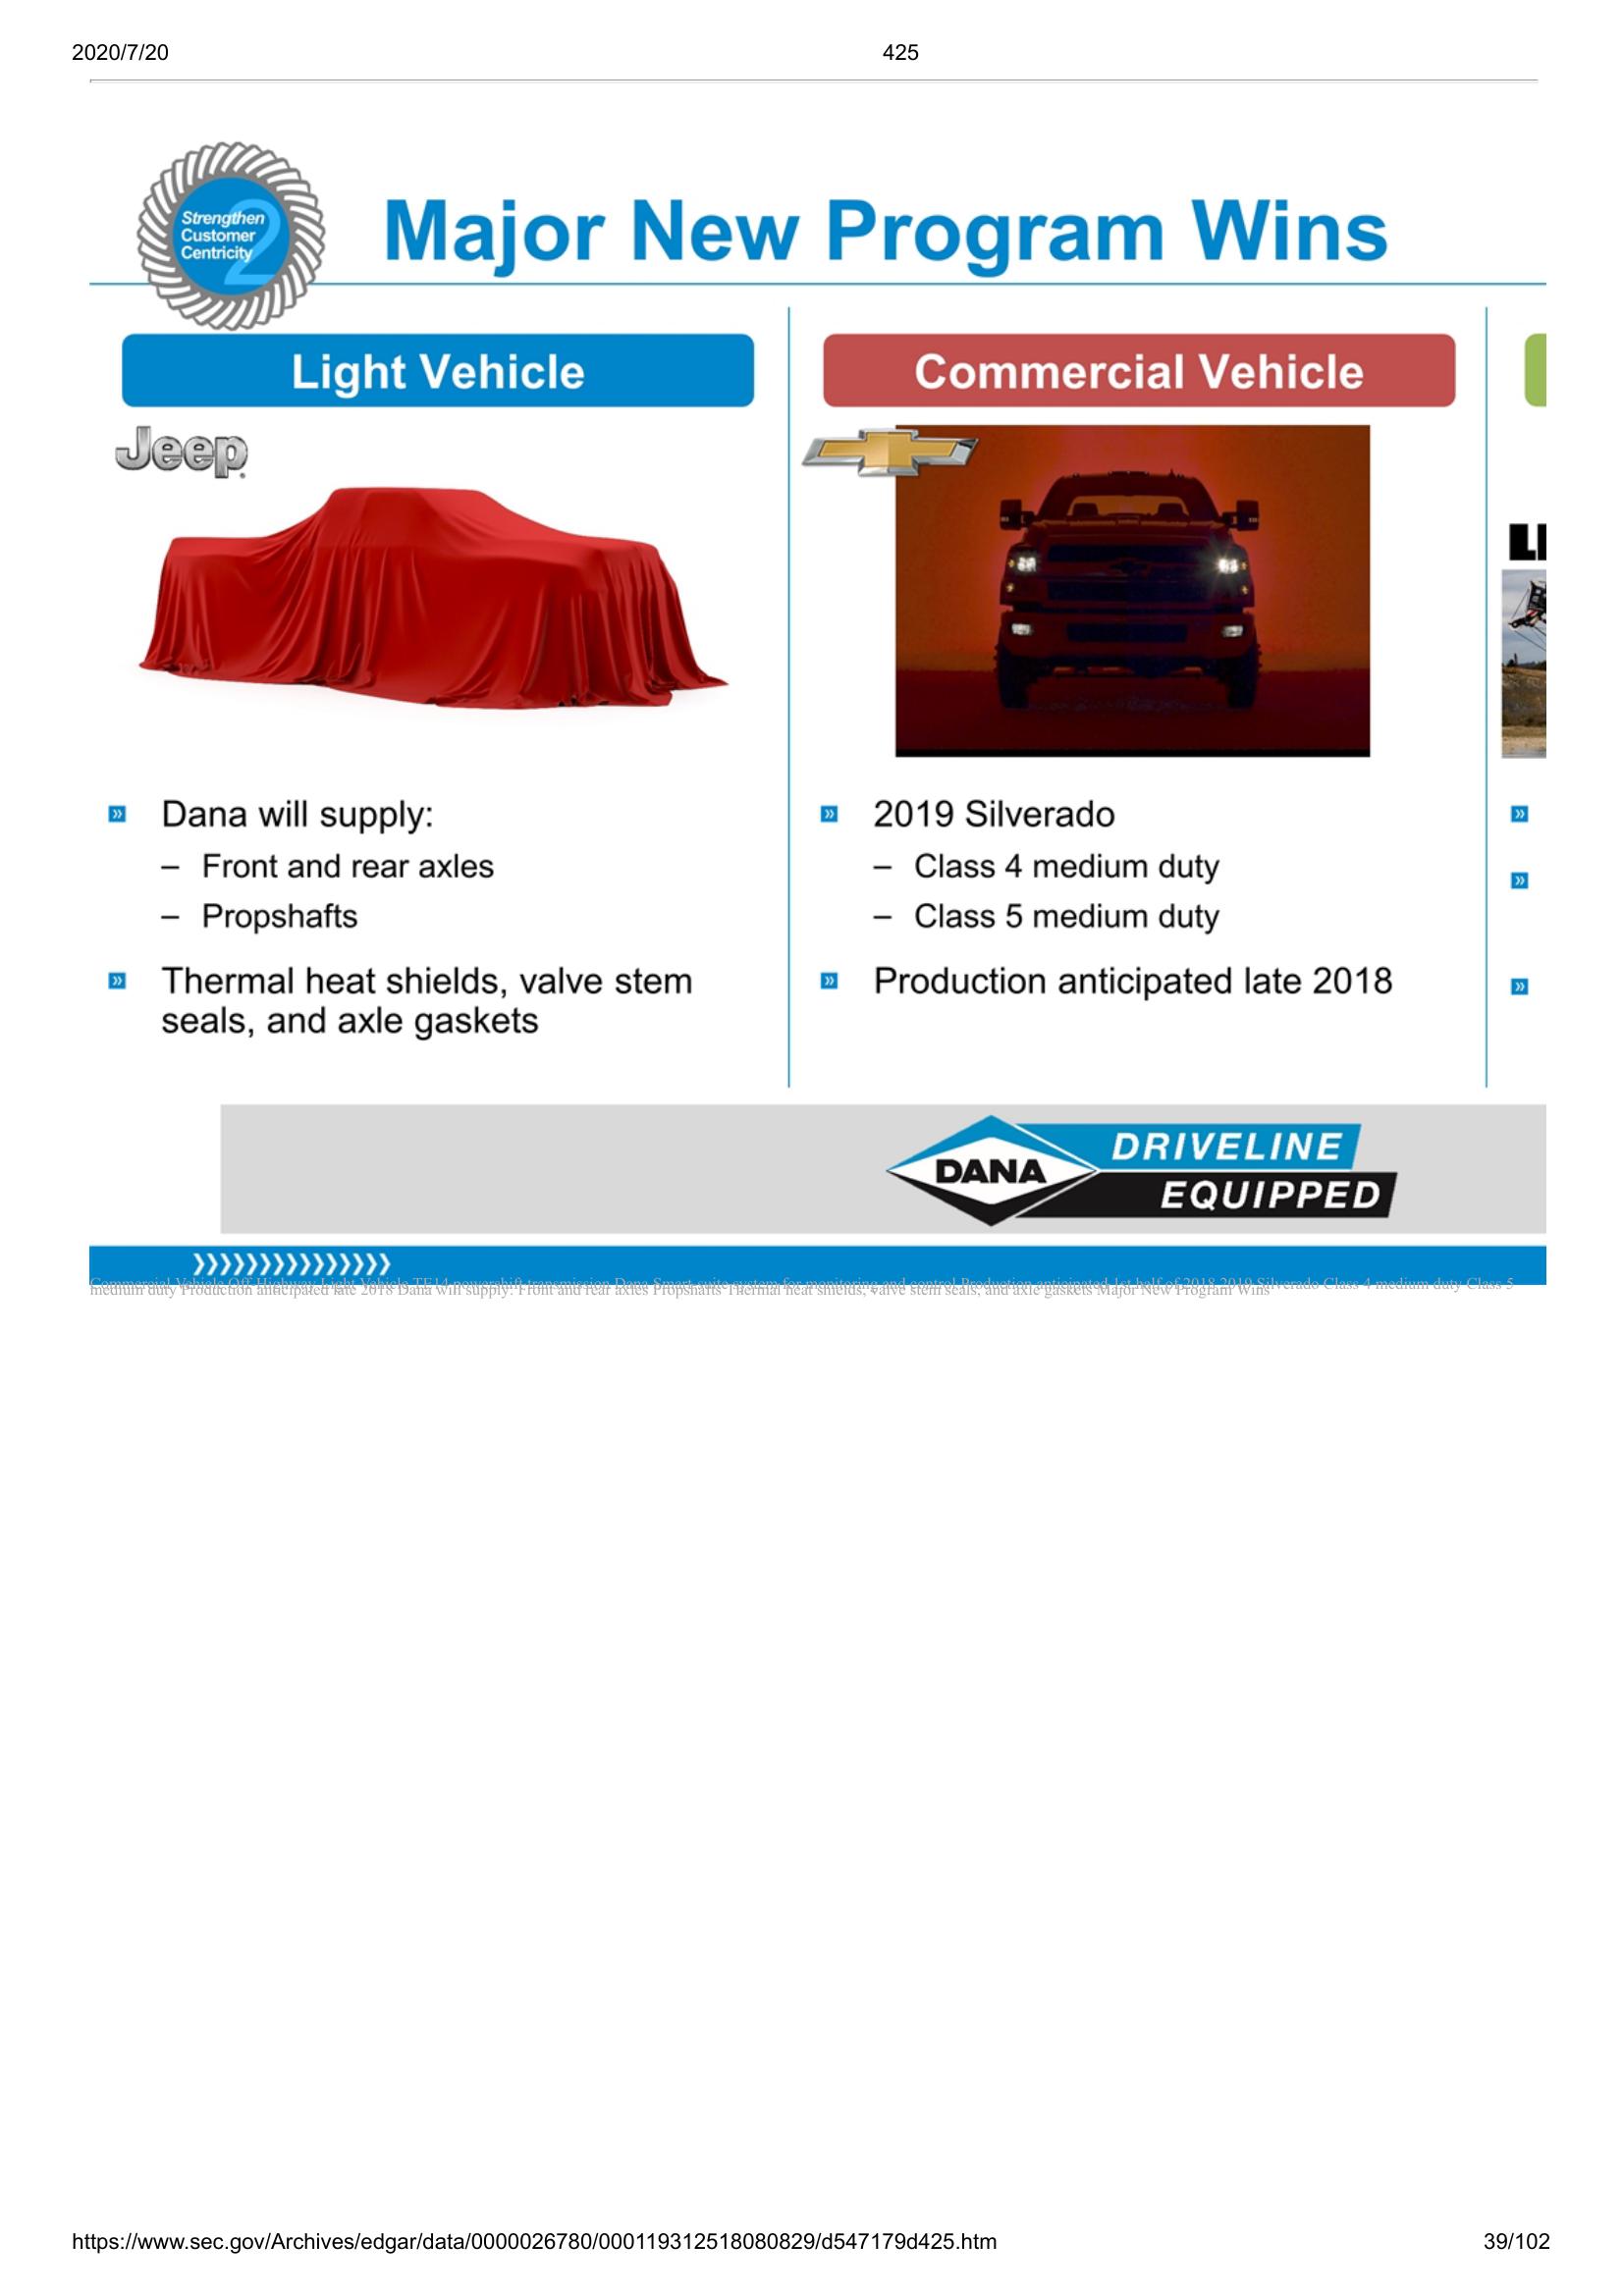 2020/7/20 425
Strengthen
Customer
Centricity
2
Major New Program Wins
Light Vehicle
Jeep
Dana will supply:
– Front and rear axles
– Propshafts
Thermal heat shields, valve stem
seals, and axle gaskets
Commercial Vehicle
2019 Silverado
– Class 4 medium duty
– Class 5 medium duty
Production anticipated late 2018
DANA
DRIVELINE
EQUIPPED
Commercial Vehicle Off-Highway Light Vehicle TE14 powershift transmission Dana Smart suite system for monitoring and control Production anticipated 1st half of 2018 2019 Silverado Class 4 medium duty Class 5
medium duty Production anticipated late 2018 Dana will supply: Front and rear axles Propshafts Thermal heat shields, valve stem seals, and axle gaskets Major New Program Wins
https://www.sec.gov/Archives/edgar/data/0000026780/000119312518080829/d547179d425.htm 39/102